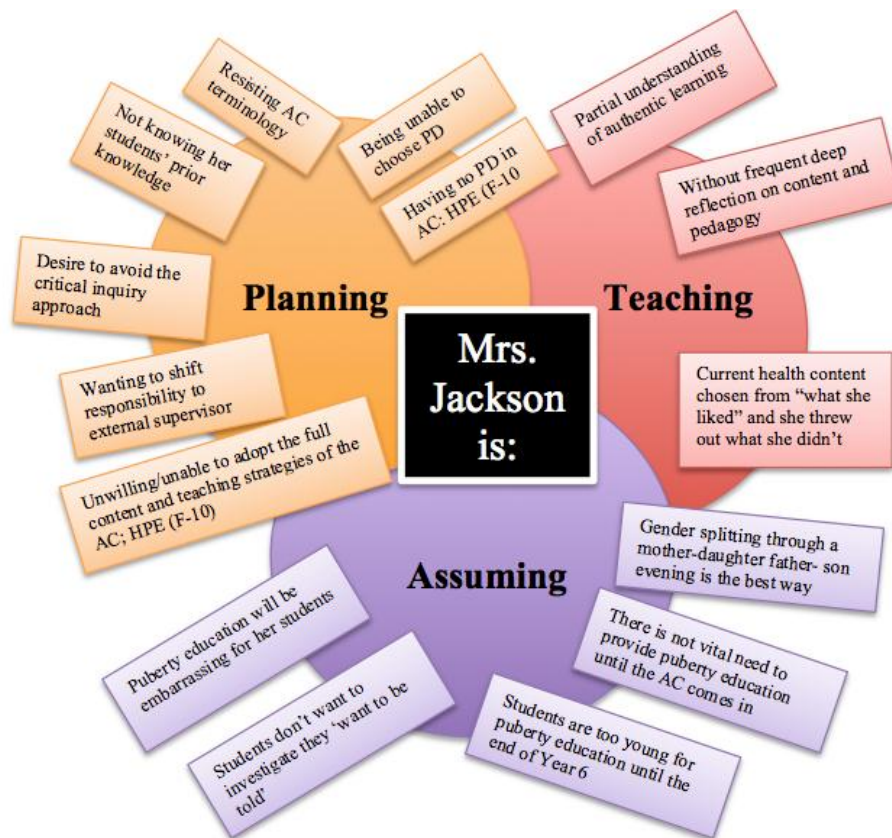 Resisting AC
terminology
Being unable to
choose PD
Having no PD in
AC: HPE (F-10
Not knowing her
students' prior
knowledge
Desire to avoid the
critical inquiry
approach
Wanting to shift
responsibility to
external supervisor
Unwilling/unable to adopt the full
content and teaching strategies of the
AC; HPE (F-10)
Planning
Partial understanding
of authentic learning
Without frequent deep
reflection on content and
pedagogy
Current health content
chosen from “what she
liked” and she threw
out what she didn’t
Teaching
Mrs.
Jackson
is:
Assuming
Gender splitting through a
mother-daughter father- son
evening is the best way
There is not vital need to
provide puberty education
until the AC comes in
Students are too young for
puberty education until the
end of Year 6
Puberty education will be
embarrassing for her students
Students don’t want to
investigate they ‘want to be
told’